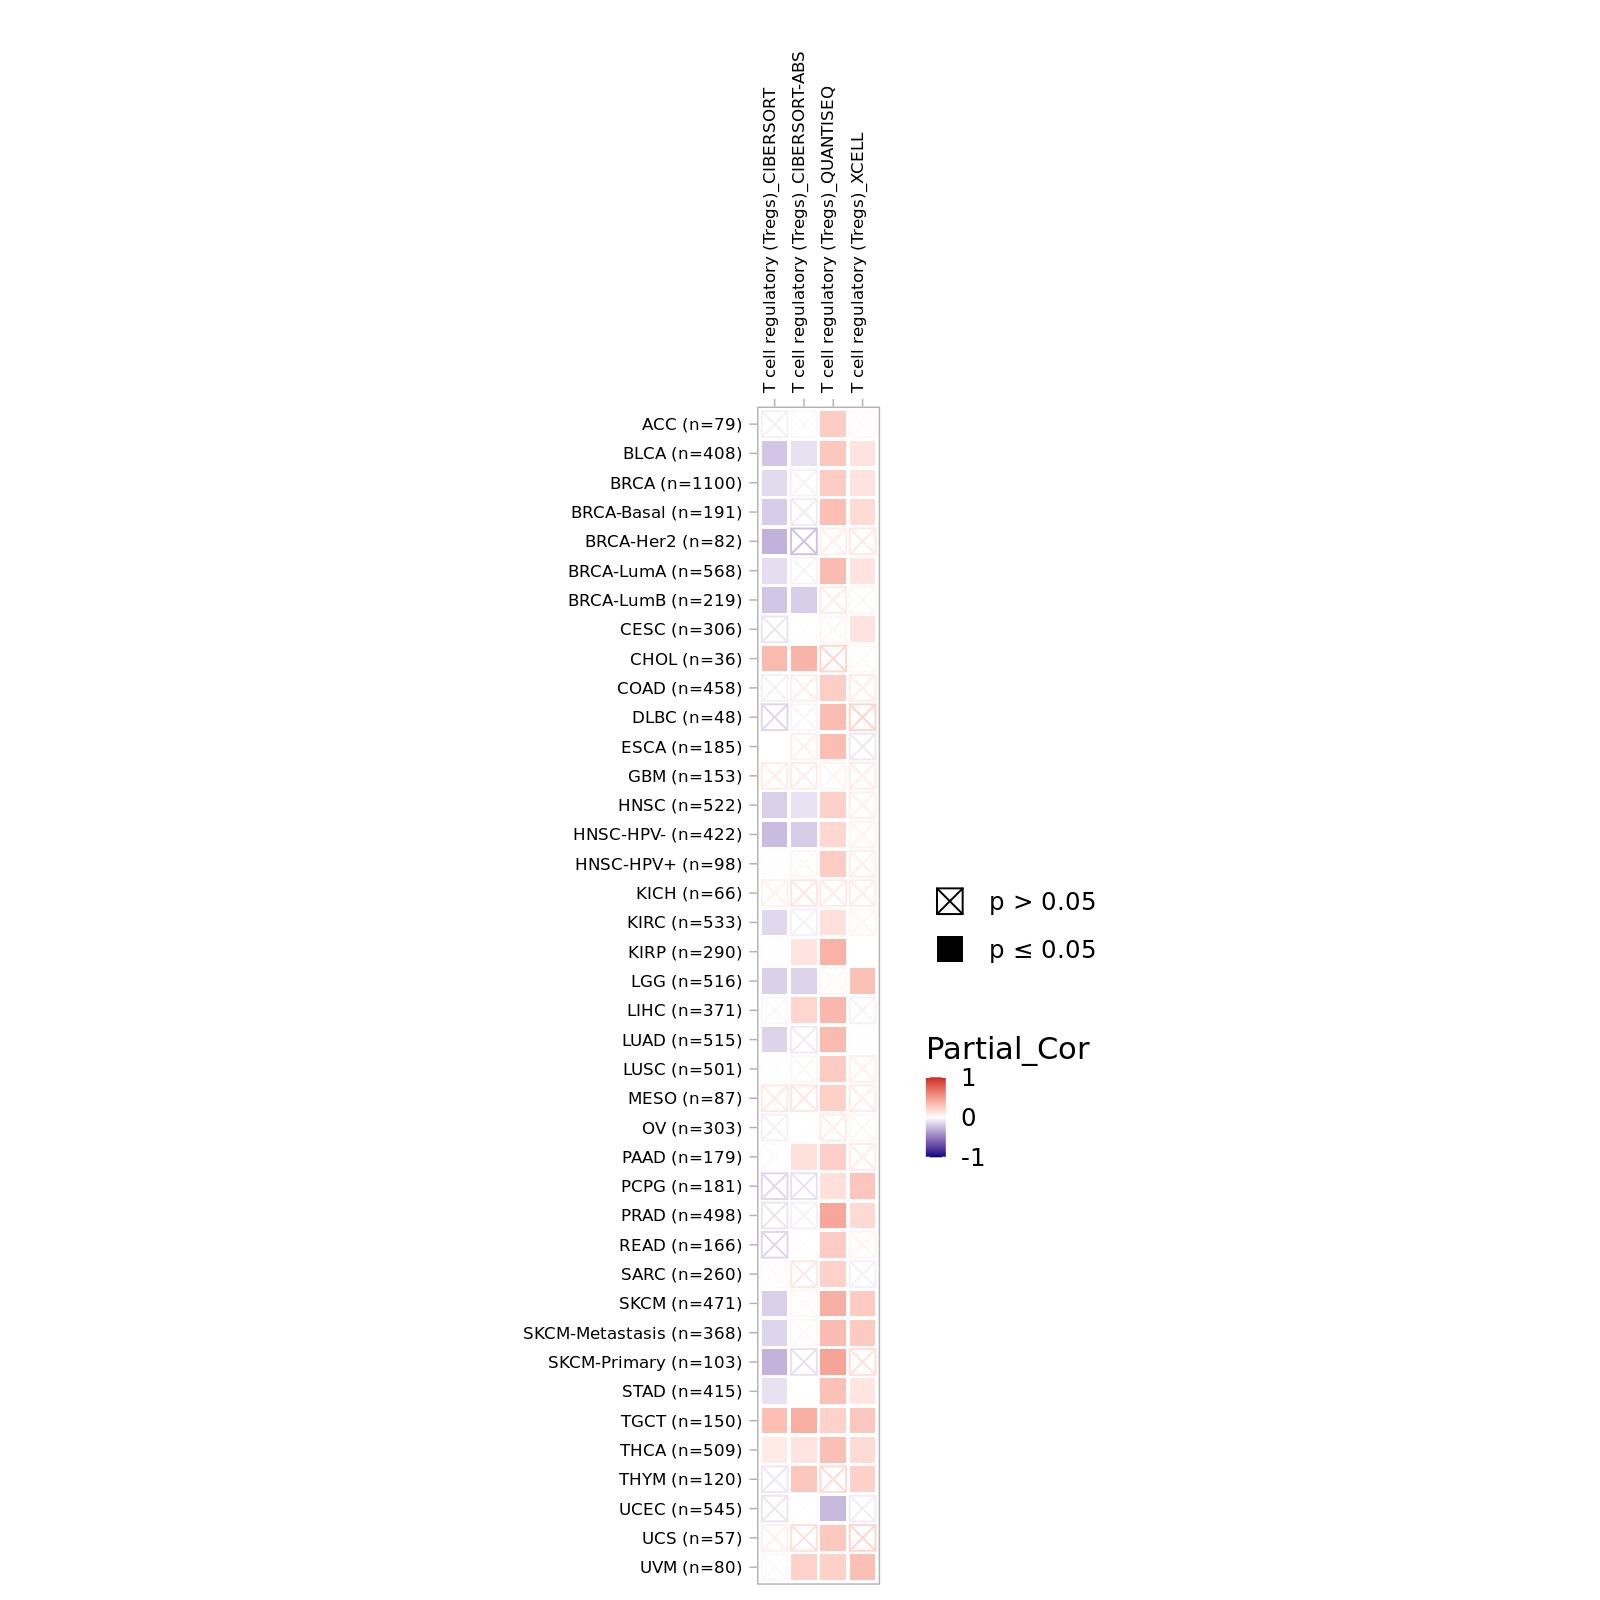 T cell regulatory (Tregs)_CIBERSORT
T cell regulatory (Tregs)_CIBERSORT-ABS
T cell regulatory (Tregs)_QUANTISEQ
T cell regulatory (Tregs)_XCELL
ACC (n=79)
BLCA (n=408)
BRCA (n=1100)
BRCA-Basal (n=191)
BRCA-Her2 (n=82)
BRCA-LumA (n=568)
BRCA-LumB (n=219)
CESC (n=306)
CHOL (n=36)
COAD (n=458)
DLBC (n=48)
ESCA (n=185)
GBM (n=153)
HNSC (n=522)
HNSC-HPV- (n=422)
HNSC-HPV+ (n=98)
KICH (n=66)
KIRC (n=533)
KIRP (n=290)
LGG (n=516)
LIHC (n=371)
LUAD (n=515)
LUSC (n=501)
MESO (n=87)
OV (n=303)
PAAD (n=179)
PCPG (n=181)
PRAD (n=498)
READ (n=166)
SARC (n=260)
SKCM (n=471)
SKCM-Metastasis (n=368)
SKCM-Primary (n=103)
STAD (n=415)
TGCT (n=150)
THCA (n=509)
THYM (n=120)
UCEC (n=545)
UCS (n=57)
UVM (n=80)
p > 0.05
p ≤ 0.05
Partial_Cor
1
0
-1